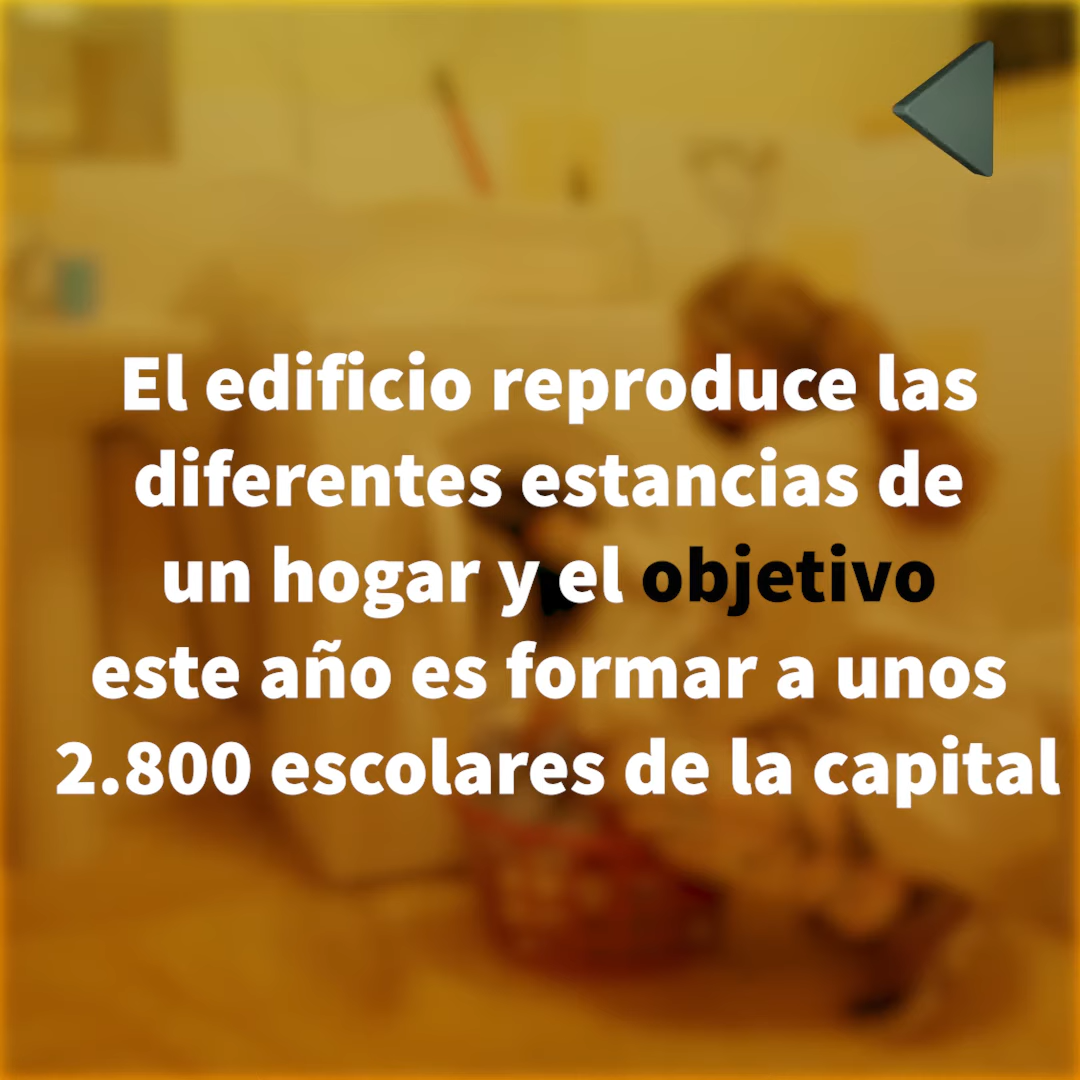 El edificio reproduce las
diferentes estancias de
un hogar y el objetivo
este año es formar a unos
2.800 escolares de la capital